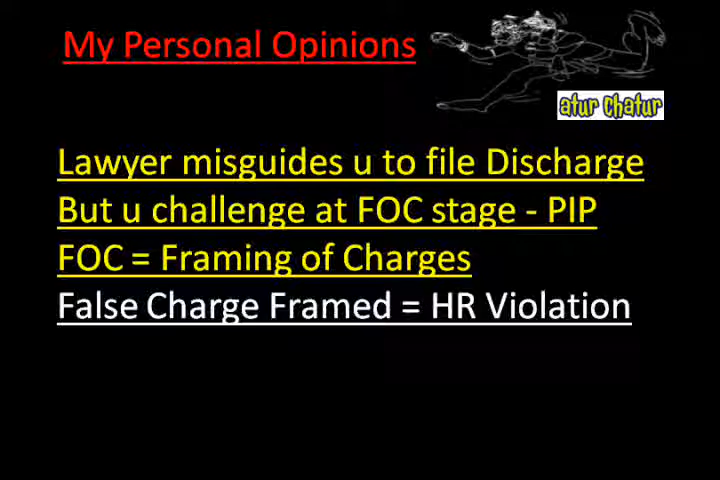 My Personal Opinions
atur chatur
Lawyer misguides u to file Discharge
But u challenge at FOC stage - PIP
FOC = Framing of Charges
False Charge Framed = HR Violation